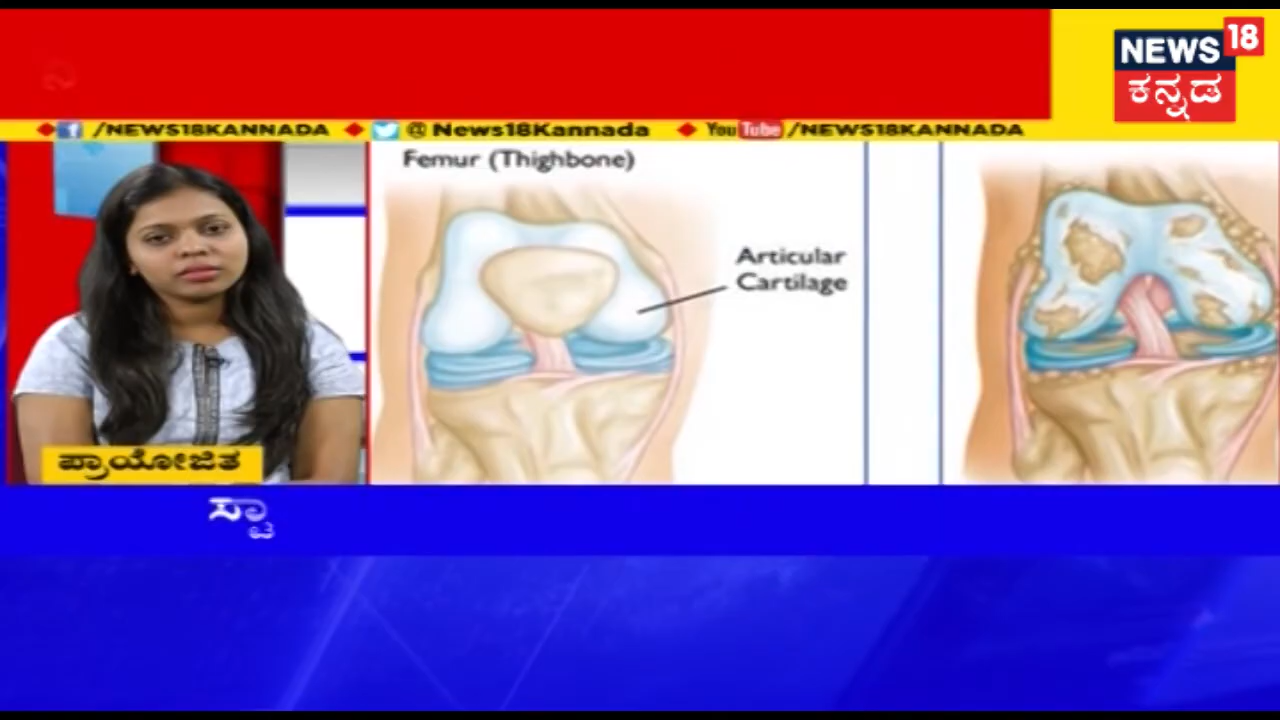 NEWS 18
ಕನ್ನಡ
/NEWS18KANNADA @News18Kannada YouTube /NEWS18KANNADA
Femur (Thighbone)
Articular
Cartilage
ಪ್ರಾಯೋಜಿತ